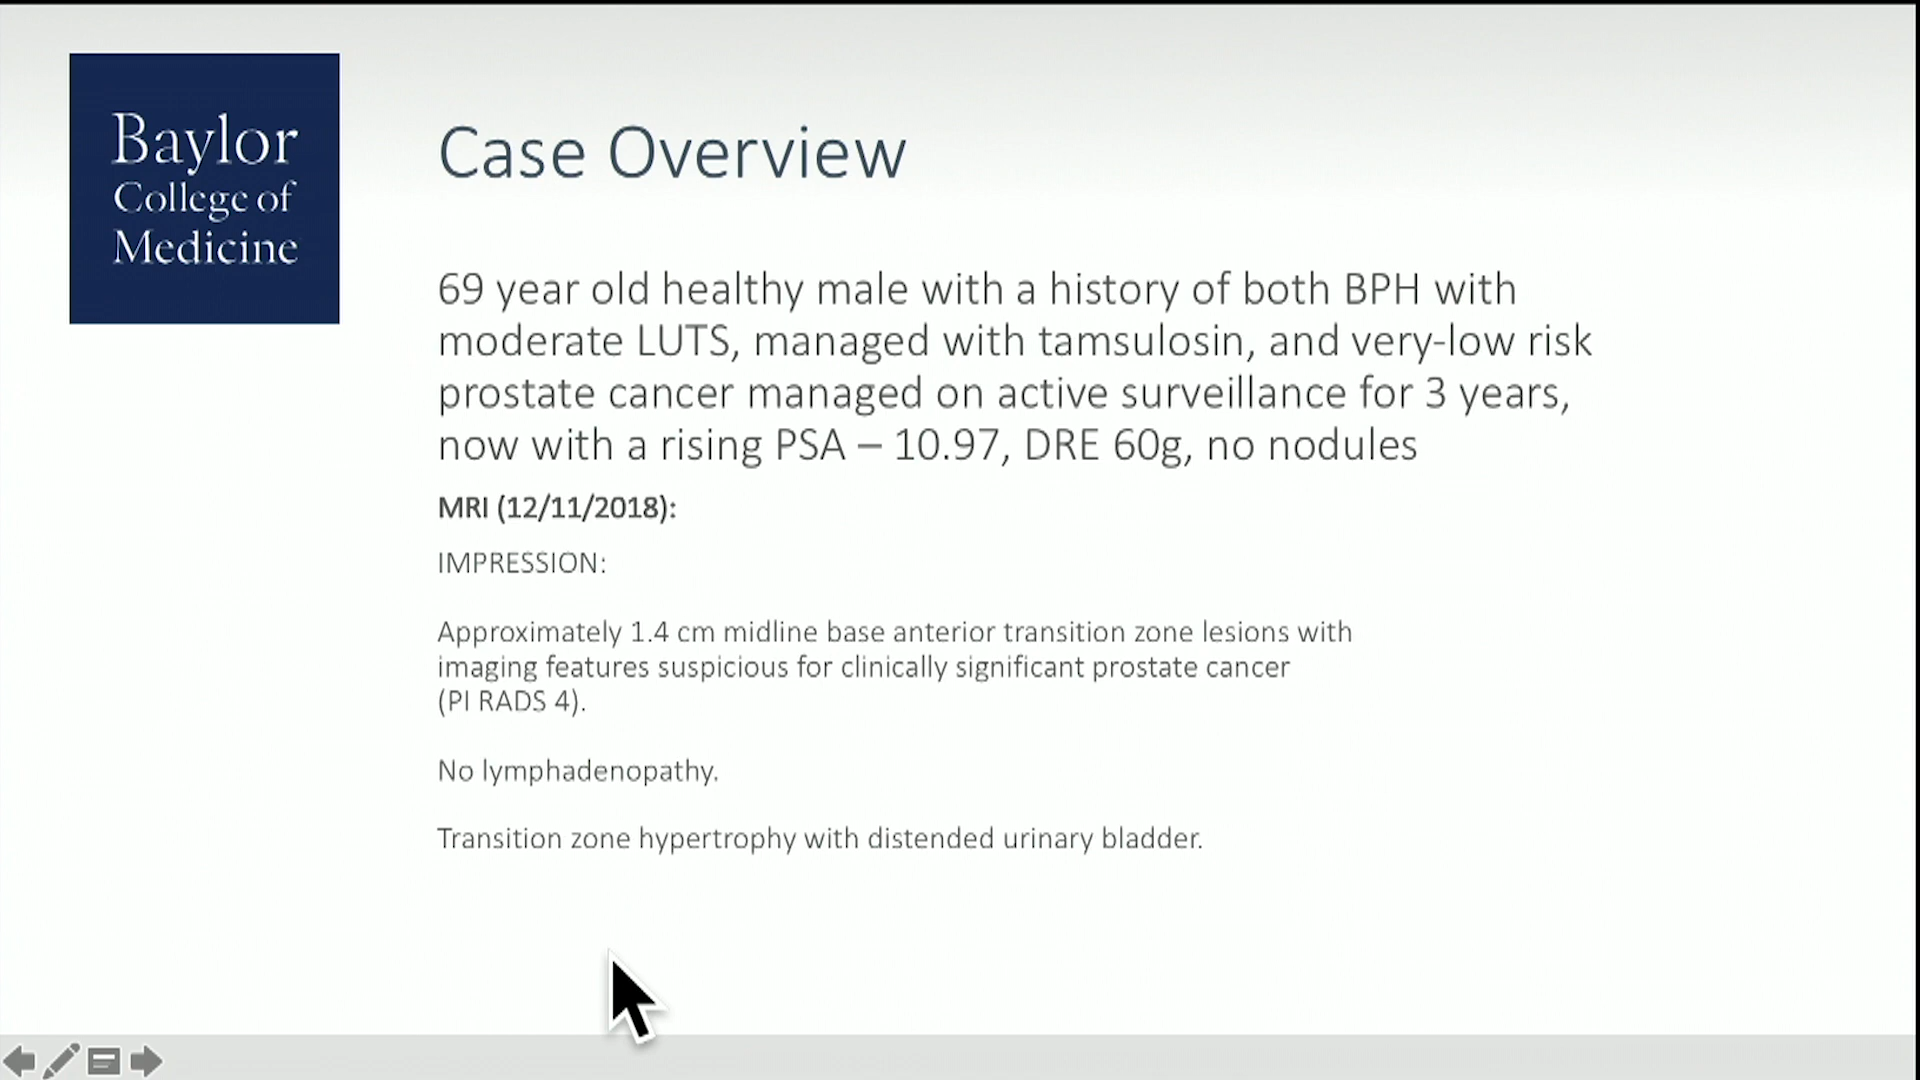 Baylor
College of
Medicine
Case Overview
69 year old healthy male with a history of both BPH with
moderate LUTS, managed with tamsulosin, and very-low risk
prostate cancer managed on active surveillance for 3 years,
now with a rising PSA – 10.97, DRE 60g, no nodules
MRI (12/11/2018):
IMPRESSION:
Approximately 1.4 cm midline base anterior transition zone lesions with
imaging features suspicious for clinically significant prostate cancer
(PI RADS 4).
No lymphadenopathy.
Transition zone hypertrophy with distended urinary bladder.